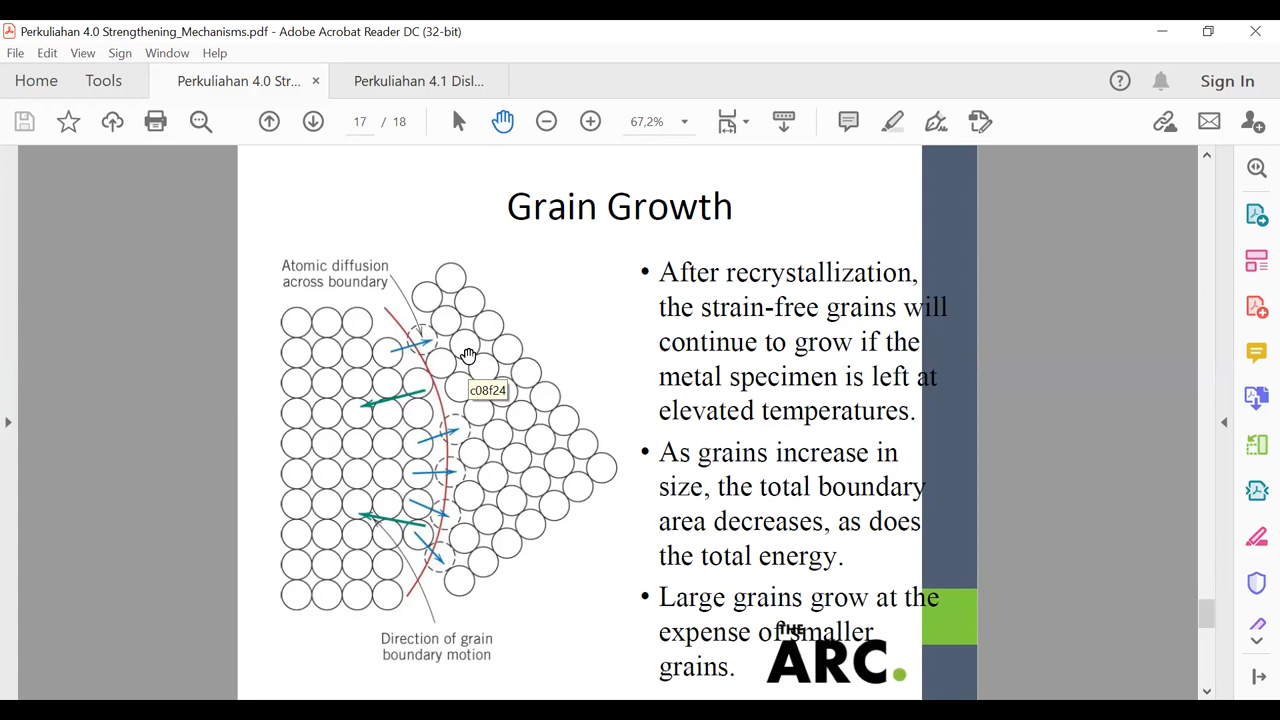 Perkuliahan 4.0 Strengthening_Mechanisms.pdf - Adobe Acrobat Reader DC (32-bit)
File Edit View Sign Window Help
Home Tools Perkuliahan 4.0 Str... × Perkuliahan 4.1 Disl... Sign In
17 / 18 67,2%
Grain Growth
Atomic diffusion
across boundary
c08f24
Direction of grain
boundary motion
• After recrystallization,
the strain-free grains will
continue to grow if the
metal specimen is left at
elevated temperatures.
• As grains increase in
size, the total boundary
area decreases, as does
the total energy.
• Large grains grow at the
expense of smaller
grains.
THE
ARC.